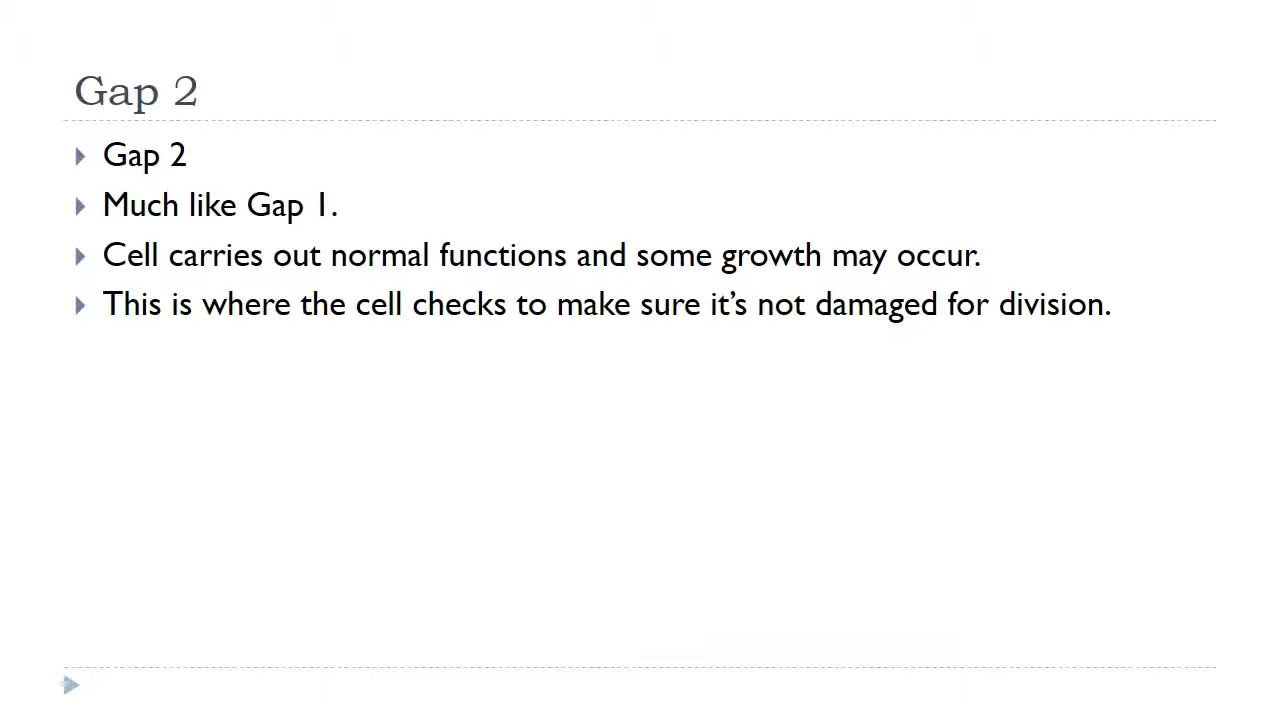 Gap 2
Gap 2
Much like Gap 1.
Cell carries out normal functions and some growth may occur.
This is where the cell checks to make sure it’s not damaged for division.